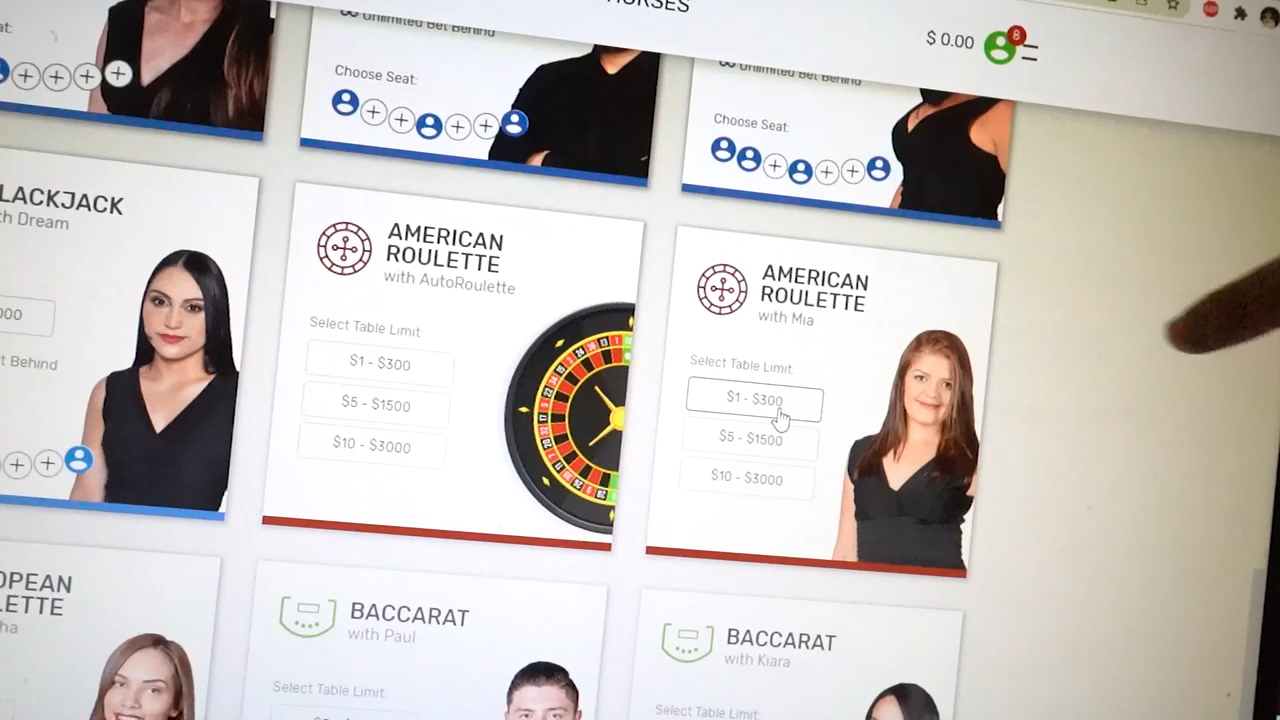 HORSES
$ 0.00
8
at:
Unlimited Bet Behind
Choose Seat:
Unlimited Bet Behind
Choose Seat:
LACKJACK
th Dream
000
t Behind
AMERICAN
ROULETTE
with AutoRoulette
Select Table Limit:
$1 - $300
$5 - $1500
$10 - $3000
AMERICAN
ROULETTE
with Mia
Select Table Limit:
$1 - $300
$5 - $1500
$10 - $3000
OPEAN
LETTE
ha
BACCARAT
with Paul
Select Table Limit:
BACCARAT
with Kiara
Select Table Limit: